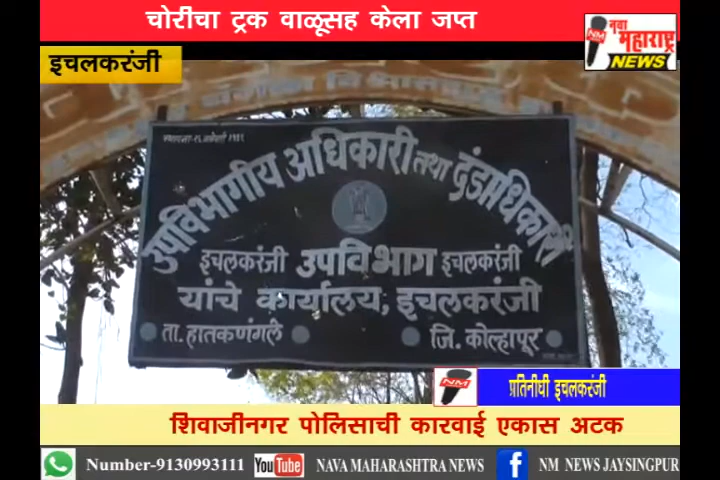 चोरीचा ट्रक वाळूसह केला जप्त
नवा
महाराष्ट्र
NEWS
इचलकरंजी
उपविभागीय अधिकारी तथा दंडाधिकारी
इचलकरंजी उपविभाग इचलकरंजी
यांचे कार्यालय, इचलकरंजी
ता. हातकणंगले जि. कोल्हापूर
NM
प्रतिनीधी इचलकरंजी
शिवाजीनगर पोलिसाची कारवाई एकास अटक
Number-9130993111 YouTube NAVA MAHARASHTRA NEWS f NM NEWS JAYSINGPUR